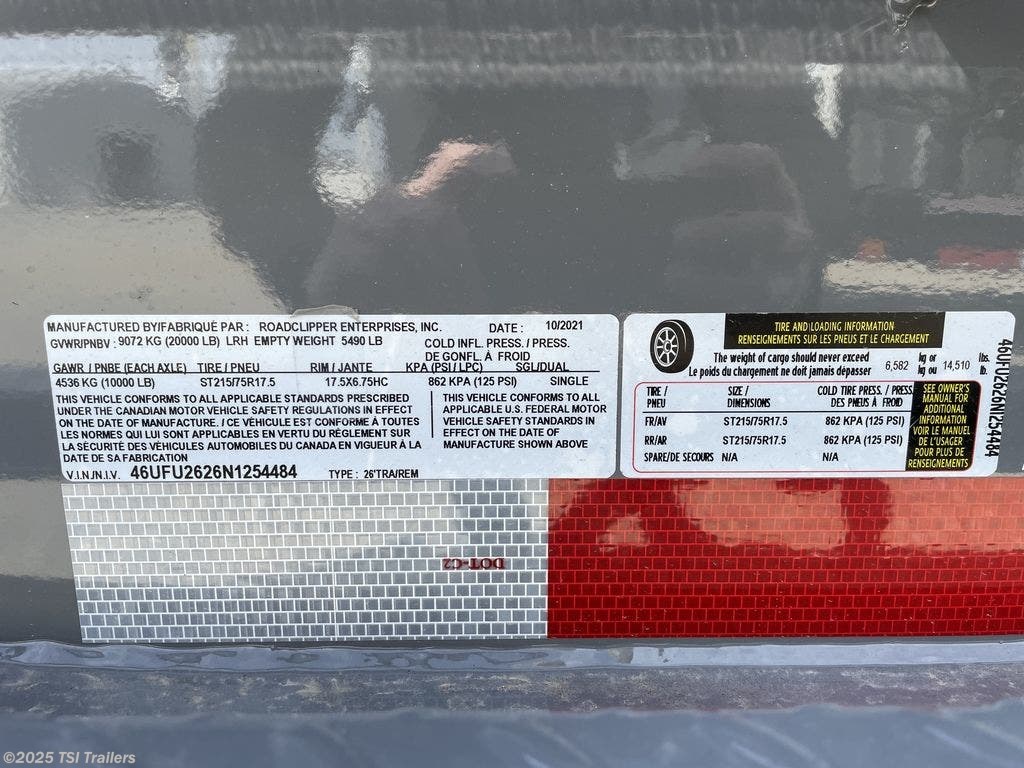 MANUFACTURED BY/FABRIQUÉ PAR : ROADCLIPPER ENTERPRISES, INC. DATE : 10/2021
GVWR/PNBV : 9072 KG (20000 LB) LRH EMPTY WEIGHT 5490 LB COLD INFL. PRESS. / PRESS.
DE GONFL. À FROID
GAWR / PNBE (EACH AXLE) TIRE / PNEU RIM / JANTE KPA (PSI / LPC) SGL/DUAL
4536 KG (10000 LB) ST215/75R17.5 17.5X6.75HC 862 KPA (125 PSI) SINGLE
THIS VEHICLE CONFORMS TO ALL APPLICABLE STANDARDS PRESCRIBED
UNDER THE CANADIAN MOTOR VEHICLE SAFETY REGULATIONS IN EFFECT
ON THE DATE OF MANUFACTURE. / CE VÉHICULE EST CONFORME À TOUTES
LES NORMES QUI LUI SONT APPLICABLES EN VERTU DU RÈGLEMENT SUR
LA SÉCURITÉ DES VÉHICULES AUTOMOBILES DU CANADA EN VIGUEUR À LA
DATE DE SA FABRICATION
THIS VEHICLE CONFORMS TO ALL
APPLICABLE U.S. FEDERAL MOTOR
VEHICLE SAFETY STANDARDS IN
EFFECT ON THE DATE OF
MANUFACTURE SHOWN ABOVE
V.I.N./N.I.V. 46UFU2626N1254484 TYPE : 26'TRA/REM
TIRE AND LOADING INFORMATION
RENSEIGNEMENTS SUR LES PNEUS ET LE CHARGEMENT
The weight of cargo should never exceed 6,582 kg or 14,510 lbs.
Le poids du chargement ne doit jamais dépasser kg ou lb.
TIRE / SIZE / COLD TIRE PRESS. / PRESS.
PNEU DIMENSIONS DES PNEUS À FROID
FR/AV ST215/75R17.5 862 KPA (125 PSI)
RR/AR ST215/75R17.5 862 KPA (125 PSI)
SPARE/DE SECOURS N/A N/A
SEE OWNER'S
MANUAL FOR
ADDITIONAL
INFORMATION
VOIR LE MANUEL
DE L'USAGER
POUR PLUS DE
RENSEIGNEMENTS
46UFU2626N1254484
DOT-C2
©2025 TSI Trailers